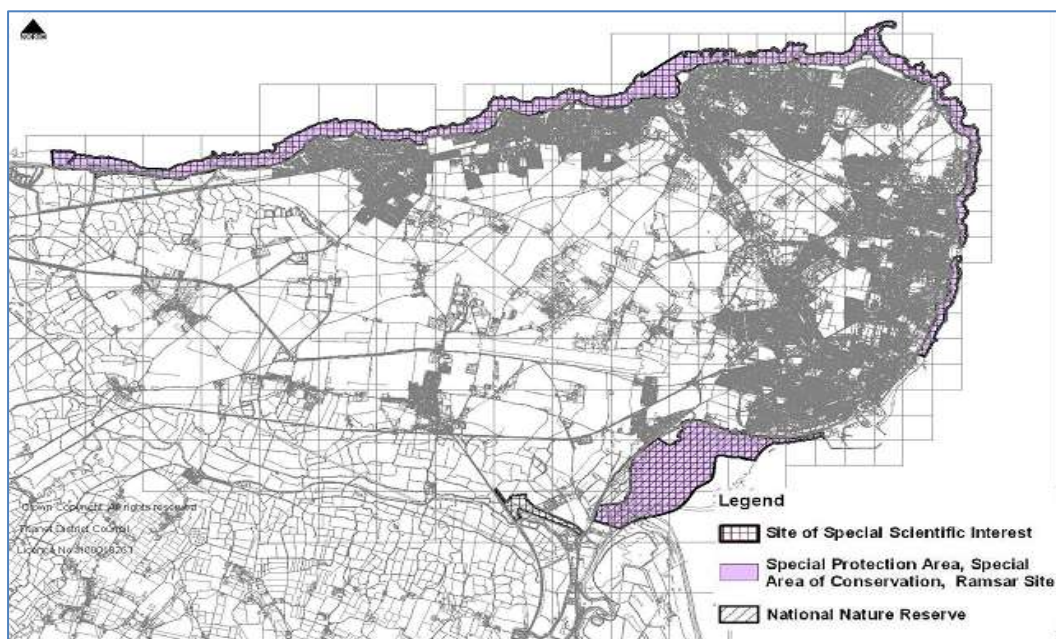 Crown Copyright. All rights reserved
Thanet District Council
Legend
Site of Special Scientific Interest
Special Protection Area, Special
Area of Conservation, Ramsar Site
National Nature Reserve